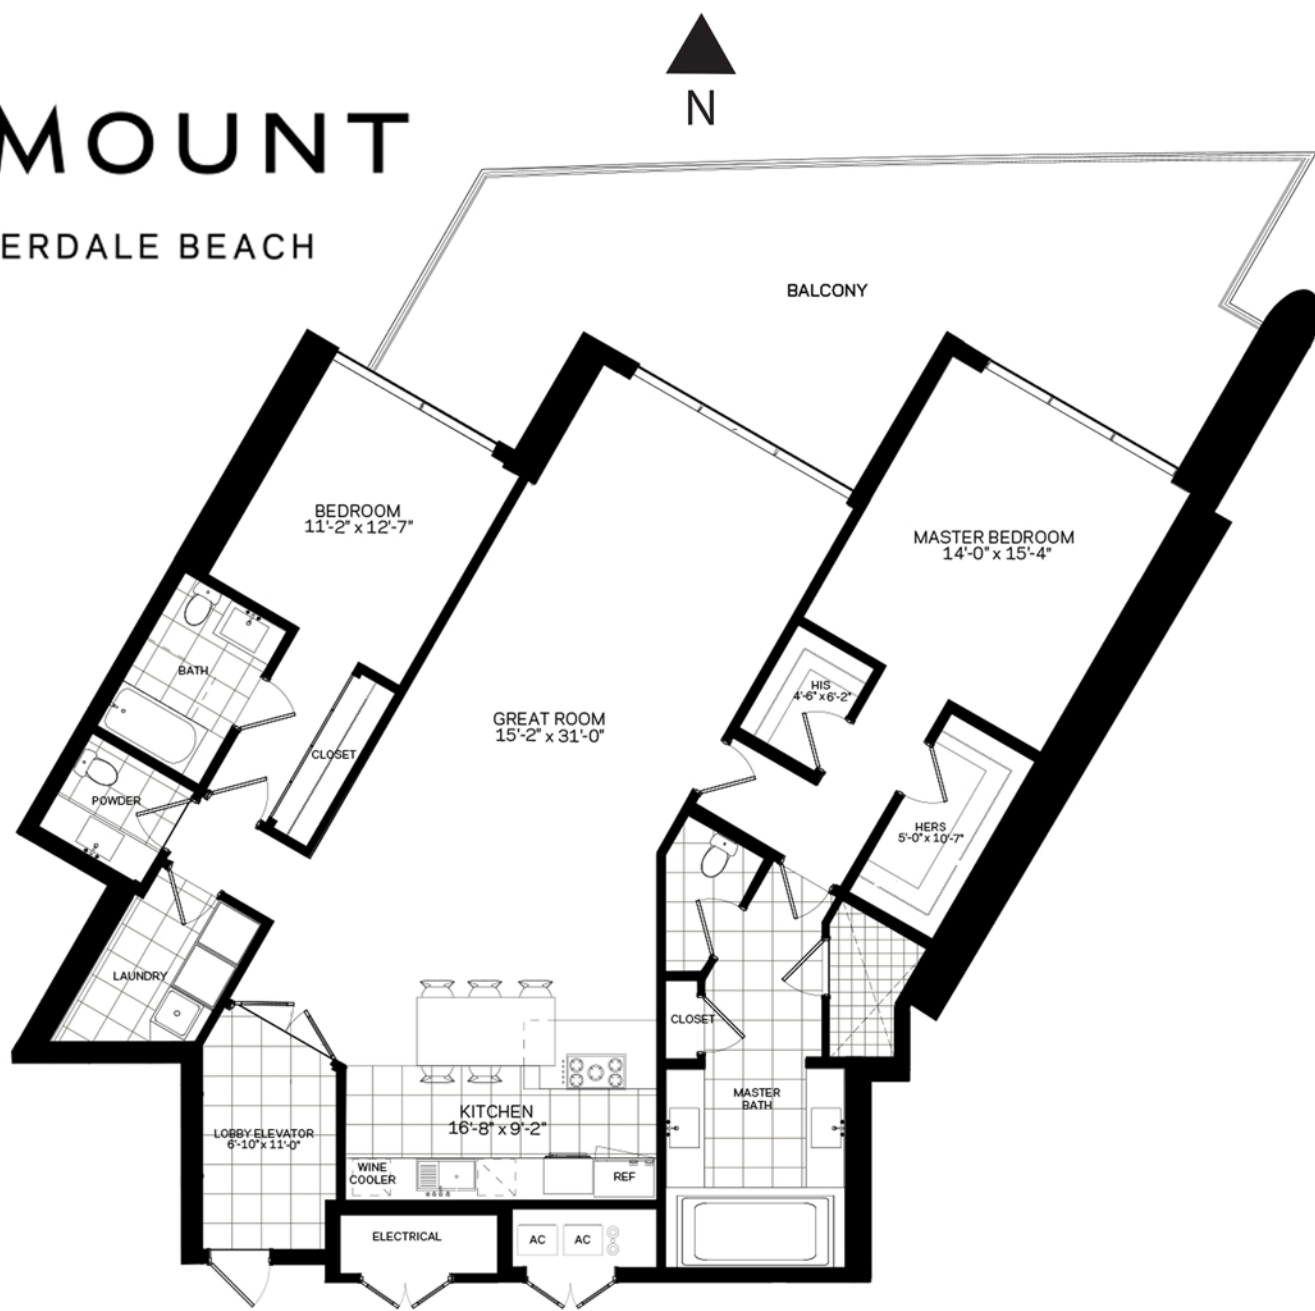 N
MOUNT
ERDALE BEACH
BALCONY
BEDROOM
11'-2" x 12'-7"
MASTER BEDROOM
14'-0" x 15'-4"
BATH
HIS
4'-6" x 6'-2"
GREAT ROOM
15'-2" x 31'-0"
CLOSET
POWDER
HERS
5'-0" x 10'-7"
LAUNDRY
CLOSET
MASTER
BATH
KITCHEN
16'-8" x 9'-2"
LOBBY ELEVATOR
6'-10" x 11'-0"
WINE
COOLER
REF
ELECTRICAL
AC
AC